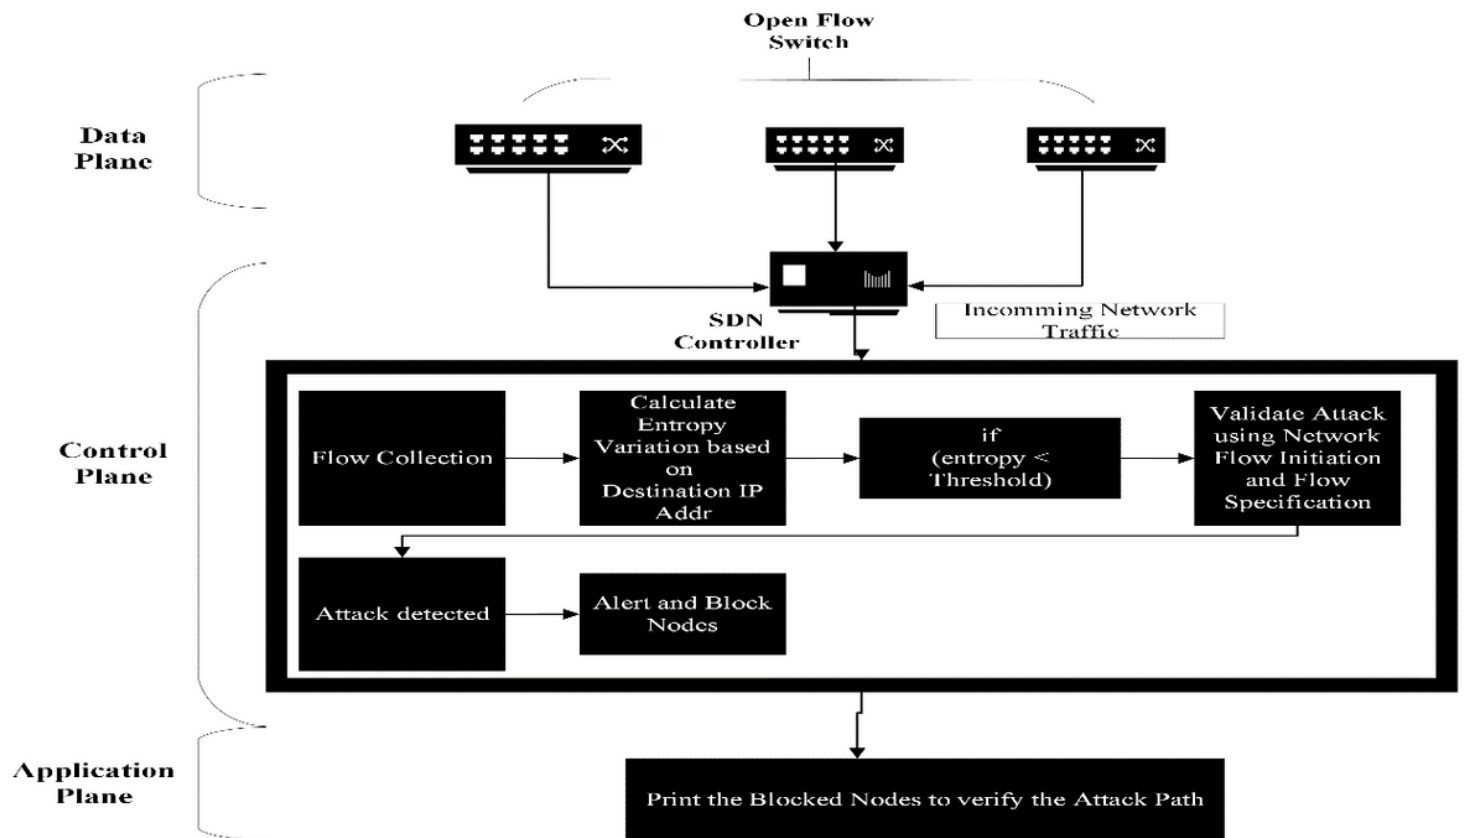 Open Flow
Switch
Data
Plane
SDN
Controller
Incomming Network
Traffic
Control
Plane
Flow Collection
Calculate
Entropy
Variation based
on
Destination IP
Addr
if
(entropy <
Threshold)
Validate Attack
using Network
Flow Initiation
and Flow
Specification
Attack detected
Alert and Block
Nodes
Application
Plane
Print the Blocked Nodes to verify the Attack Path